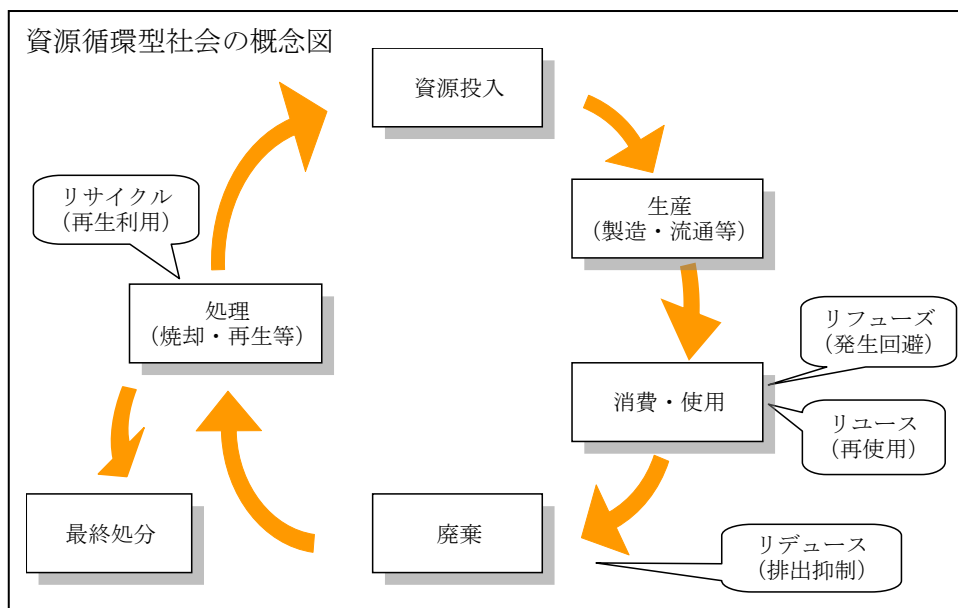 資源循環型社会の概念図
資源投入
生産
（製造・流通等）
リサイクル
（再生利用）
処理
（焼却・再生等）
リフューズ
（発生回避）
消費・使用
リユース
（再使用）
最終処分
廃棄
リデュース
（排出抑制）